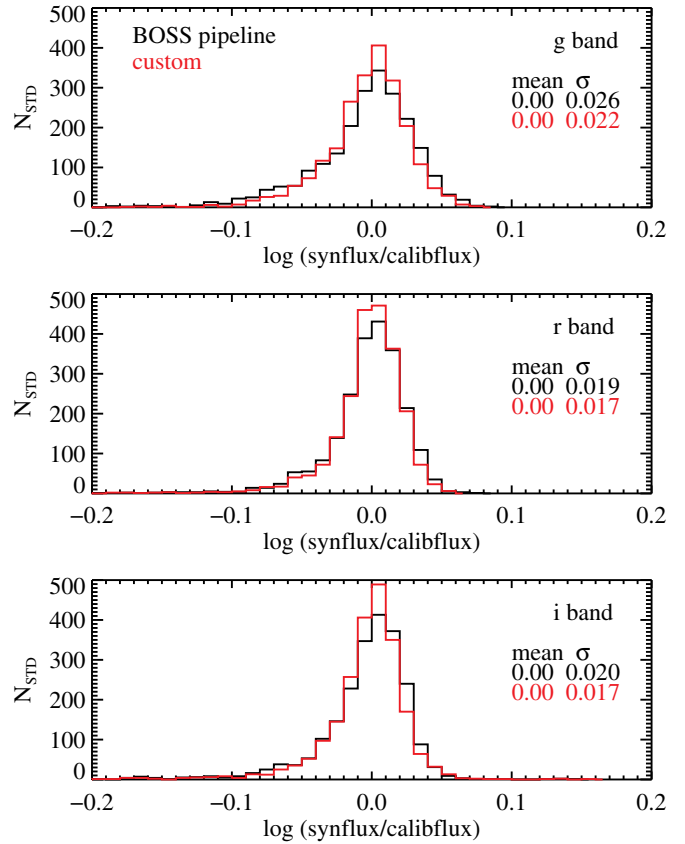 500
BOSS pipeline g band
custom
400
mean σ
300 0.00 0.026
0.00 0.022
N_STD
200
100
0
−0.2 −0.1 0.0 0.1 0.2
log (synflux/calibflux)
500
r band
400
mean σ
300 0.00 0.019
0.00 0.017
N_STD
200
100
0
−0.2 −0.1 0.0 0.1 0.2
log (synflux/calibflux)
500
i band
400
mean σ
300 0.00 0.020
0.00 0.017
N_STD
200
100
0
−0.2 −0.1 0.0 0.1 0.2
log (synflux/calibflux)